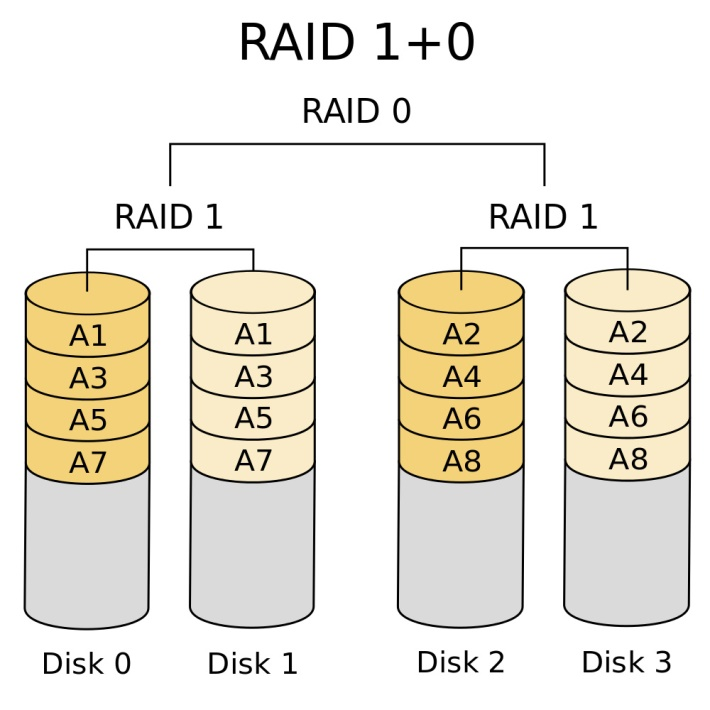 RAID 1+0
RAID 0
RAID 1
RAID 1
A1
A3
A5
A7
A1
A3
A5
A7
A2
A4
A6
A8
A2
A4
A6
A8
Disk 0
Disk 1
Disk 2
Disk 3